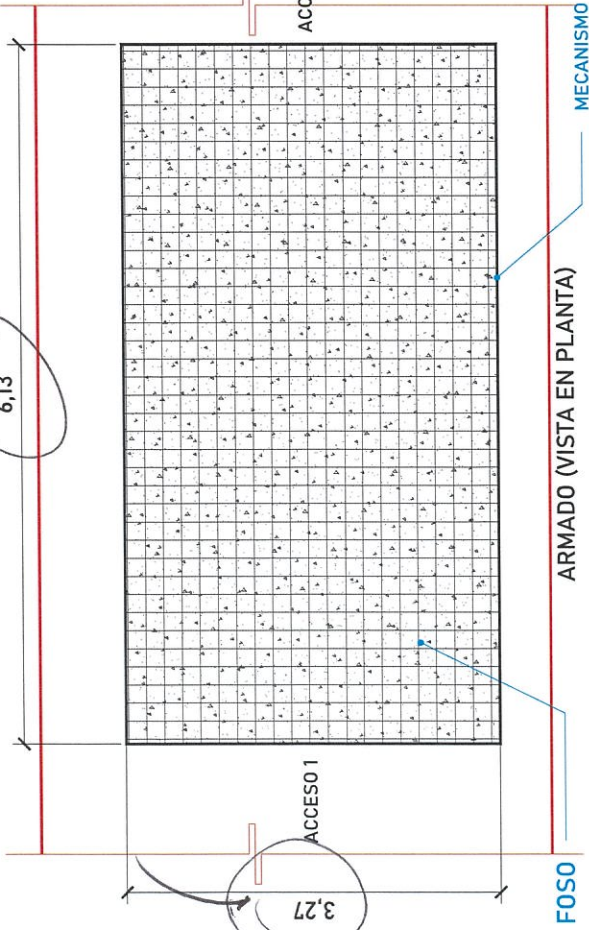 6,13
ACC
ACCESO 1
3,27
MECANISMO
ARMADO (VISTA EN PLANTA)
FOSO